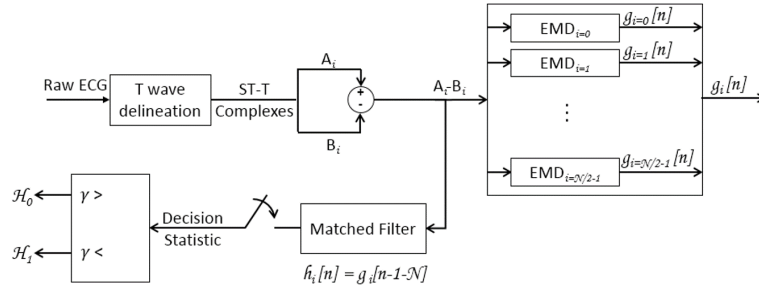 Raw ECG
T wave
delineation
ST-T
Complexes
A_i
+
-
B_i
A_i-B_i
EMD_{i=0}
g_{i=0}[n]
EMD_{i=1}
g_{i=1}[n]
⋮
EMD_{i=N/2-1}
g_{i=N/2-1}[n]
g_i[n]
H_0
H_1
γ >
γ <
Decision
Statistic
Matched Filter
h_i[n] = g_i[n-1-N]